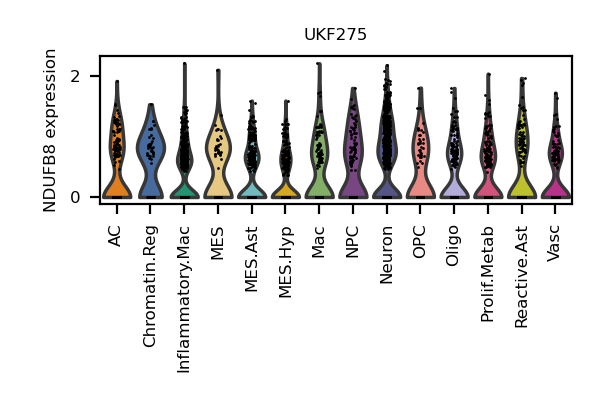 UKF275
NDUFB8 expression
2
0
AC
Chromatin.Reg
Inflammatory.Mac
MES
MES.Ast
MES.Hyp
Mac
NPC
Neuron
OPC
Oligo
Prolif.Metab
Reactive.Ast
Vasc